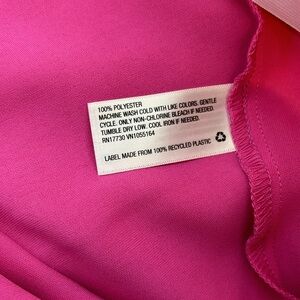 100% POLYESTER
MACHINE WASH COLD WITH LIKE COLORS. GENTLE
CYCLE. ONLY NON-CHLORINE BLEACH IF NEEDED.
TUMBLE DRY LOW. COOL IRON IF NEEDED.
RN17730 VN1055164
LABEL MADE FROM 100% RECYCLED PLASTIC